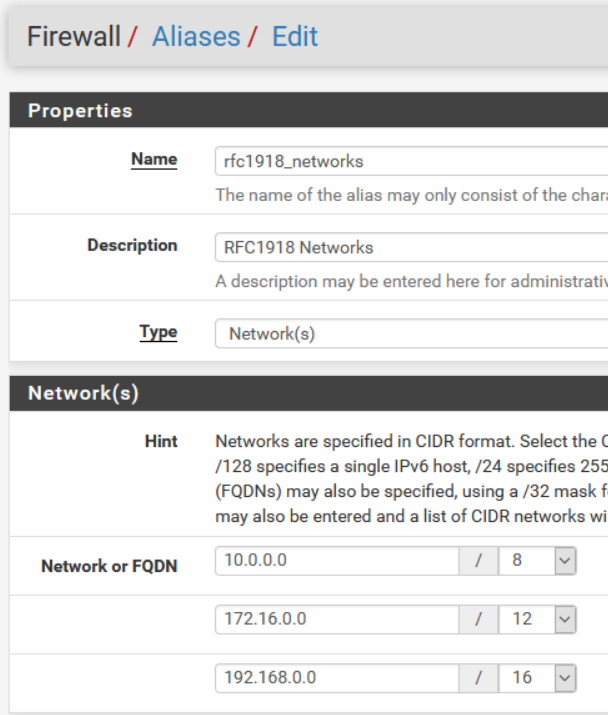 Firewall / Aliases / Edit
Properties
Name
rfc1918_networks
The name of the alias may only consist of the
Description
RFC1918 Networks
A description may be entered here for
Type
Network(s)
Network(s)
Hint
Networks are specified in CIDR format. Select the
/128 specifies a single IPv6 host, /24 specifies 255
(FQDNs) may also be specified, using a /32 mask
may also be entered and a list of CIDR networks
Network or FQDN
10.0.0.0 / 8
172.16.0.0 / 12
192.168.0.0 / 16